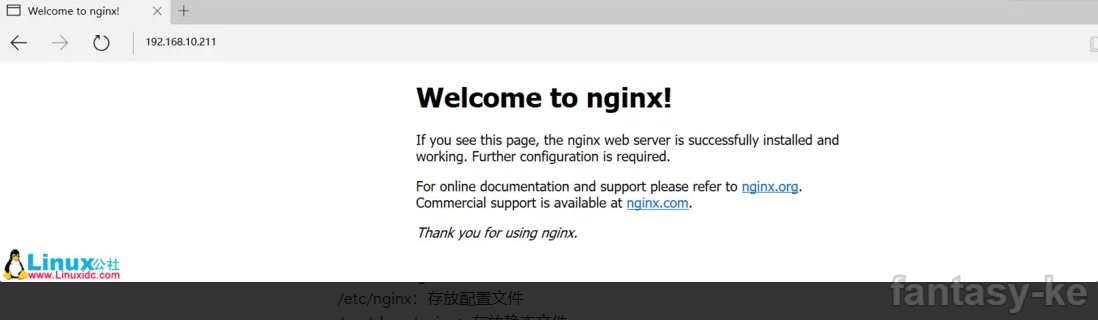 Welcome to nginx!
192.168.10.211
Welcome to nginx!
If you see this page, the nginx web server is successfully installed and
working. Further configuration is required.
For online documentation and support please refer to nginx.org.
Commercial support is available at nginx.com.
Thank you for using nginx.
Linux公社
www.Linuxidc.com
/etc/nginx：存放配置文件
fantasy-ke